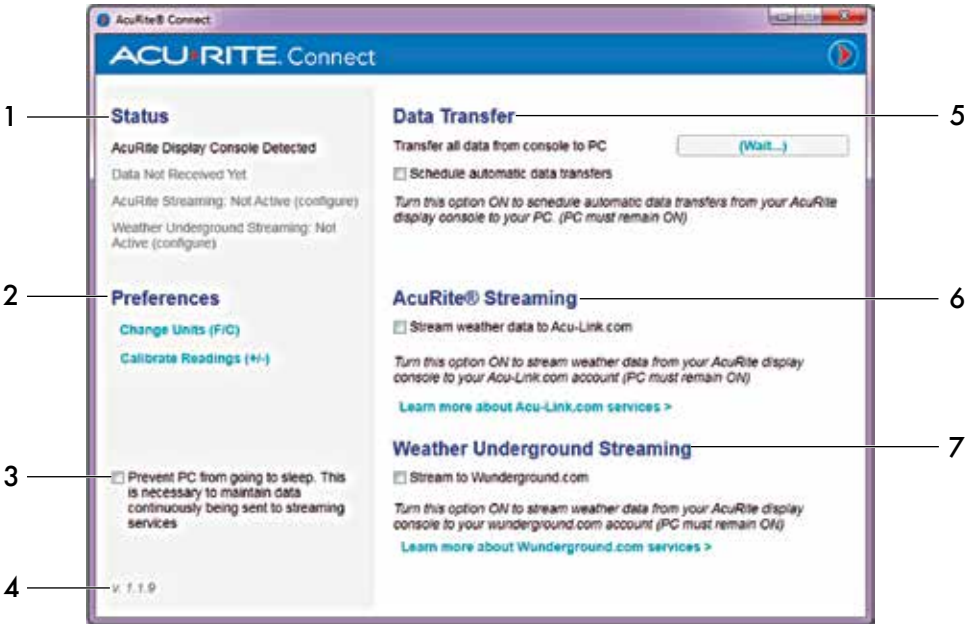 AcuRite® Connect
ACU RITE. Connect
1
Status
AcuRite Display Console Detected
Data Not Received Yet
AcuRite Streaming: Not Active (configure)
Weather Underground Streaming: Not
Active (configure)
2
Preferences
Change Units (F/C)
Calibrate Readings (+/-)
3
Prevent PC from going to sleep. This
is necessary to maintain data
continuously being sent to streaming
services
4
v. 1.1.9
Data Transfer
5
Transfer all data from console to PC
(Wait...)
Schedule automatic data transfers
Turn this option ON to schedule automatic data transfers from your AcuRite
display console to your PC. (PC must remain ON)
AcuRite® Streaming
6
Stream weather data to Acu-Link.com
Turn this option ON to stream weather data from your AcuRite display
console to your Acu-Link.com account (PC must remain ON)
Learn more about Acu-Link.com services >
Weather Underground Streaming
7
Stream to Wunderground.com
Turn this option ON to stream weather data from your AcuRite display
console to your wunderground.com account (PC must remain ON)
Learn more about Wunderground.com services >